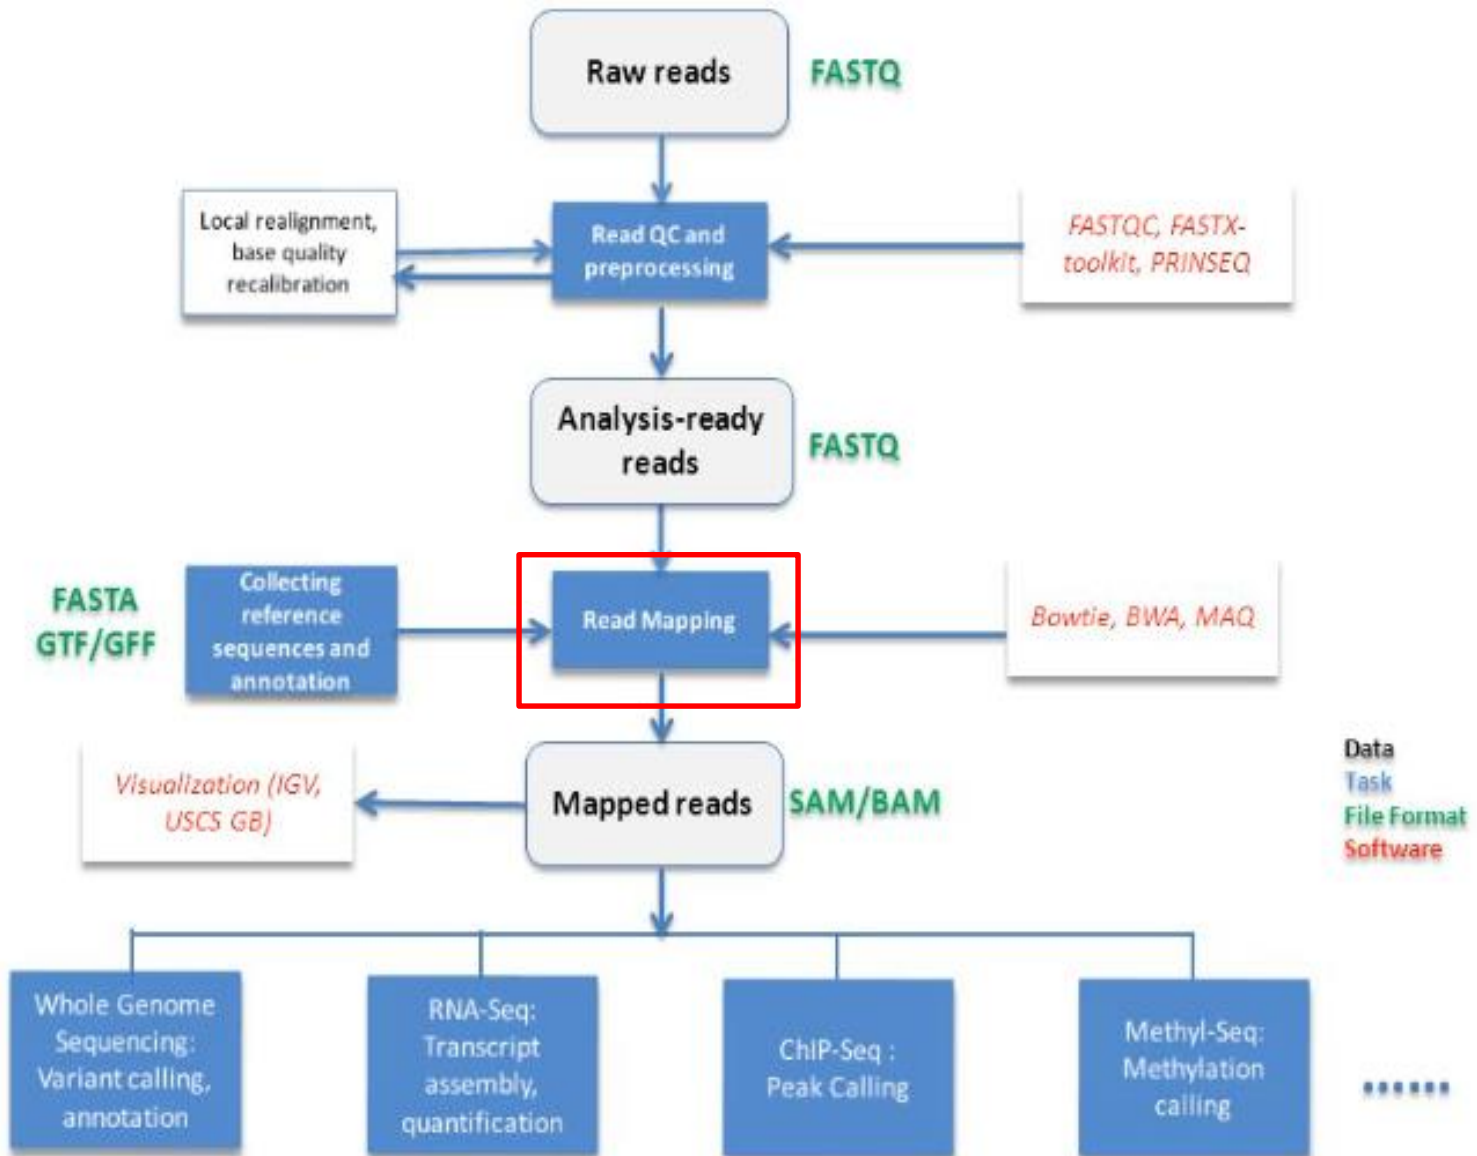 Raw reads
FASTQ
Local realignment,
base quality
recalibration
Read QC and
preprocessing
FASTQC, FASTX-
toolkit, PRINSEQ
Analysis-ready
reads
FASTQ
FASTA
GTF/GFF
Collecting
reference
sequences and
annotation
Read Mapping
Bowtie, BWA, MAQ
Visualization (IGV,
USCS GB)
Mapped reads
SAM/BAM
Data
Task
File Format
Software
Whole Genome
Sequencing:
Variant calling,
annotation
RNA-Seq:
Transcript
assembly,
quantification
ChIP-Seq :
Peak Calling
Methyl-Seq:
Methylation
calling
......